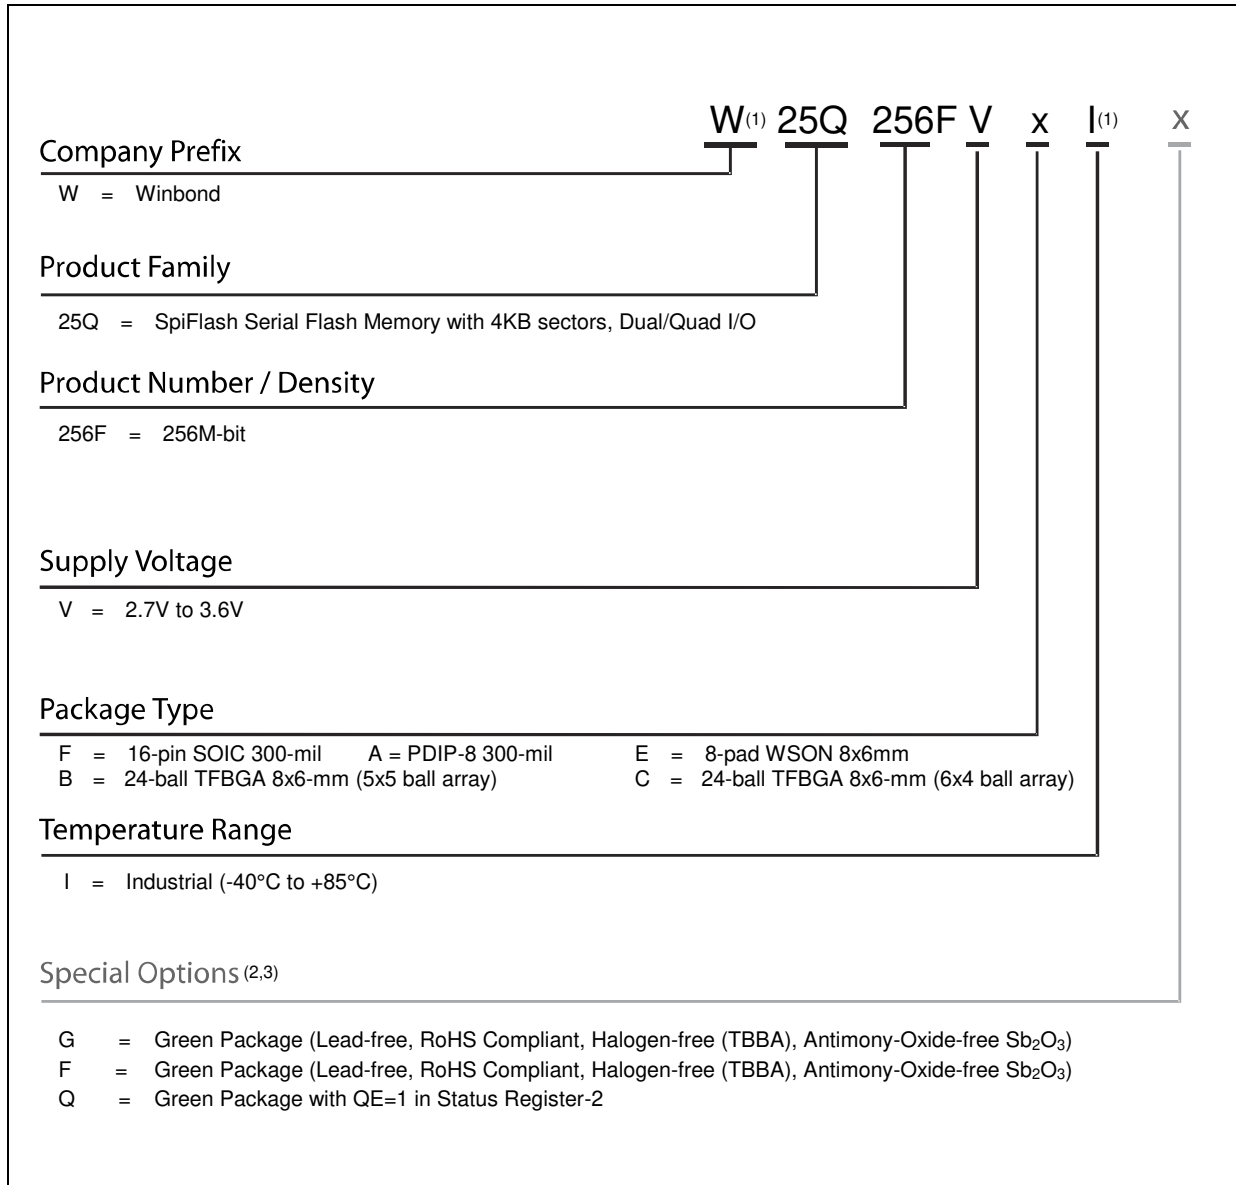 W(1) 25Q 256F V x I(1) x
Company Prefix
W = Winbond
Product Family
25Q = SpiFlash Serial Flash Memory with 4KB sectors, Dual/Quad I/O
Product Number / Density
256F = 256M-bit
Supply Voltage
V = 2.7V to 3.6V
Package Type
F = 16-pin SOIC 300-mil A = PDIP-8 300-mil E = 8-pad WSON 8x6mm
B = 24-ball TFBGA 8x6-mm (5x5 ball array) C = 24-ball TFBGA 8x6-mm (6x4 ball array)
Temperature Range
I = Industrial (-40°C to +85°C)
Special Options (2,3)
G = Green Package (Lead-free, RoHS Compliant, Halogen-free (TBBA), Antimony-Oxide-free Sb₂O₃)
F = Green Package (Lead-free, RoHS Compliant, Halogen-free (TBBA), Antimony-Oxide-free Sb₂O₃)
Q = Green Package with QE=1 in Status Register-2